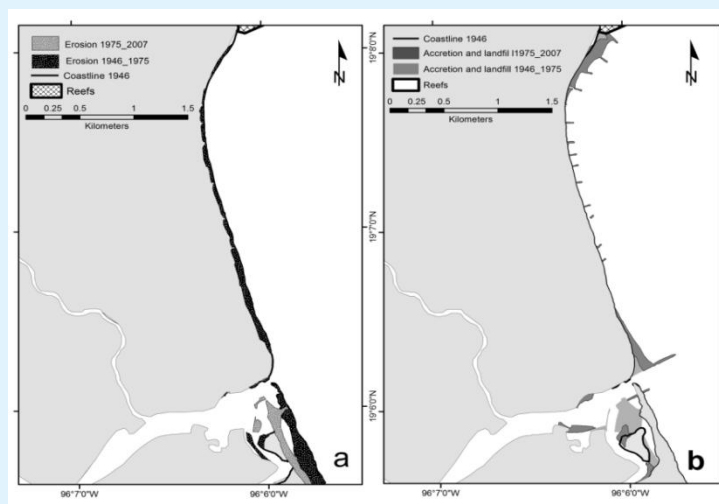 Erosion 1975_2007
Erosion 1946_1975
Coastline 1946
Reefs
0 0.25 0.5 1 1.5
Kilometers
N
a
96°7'0"W 96°6'0"W
Coastline 1946
Accretion and landfil l1975_2007
Accretion and landfill 1946_1975
Reefs
0 0.25 0.5 1 1.5
Kilometers
N
19°8'0"N
19°7'0"N
19°6'0"N
b
96°7'0"W 96°6'0"W